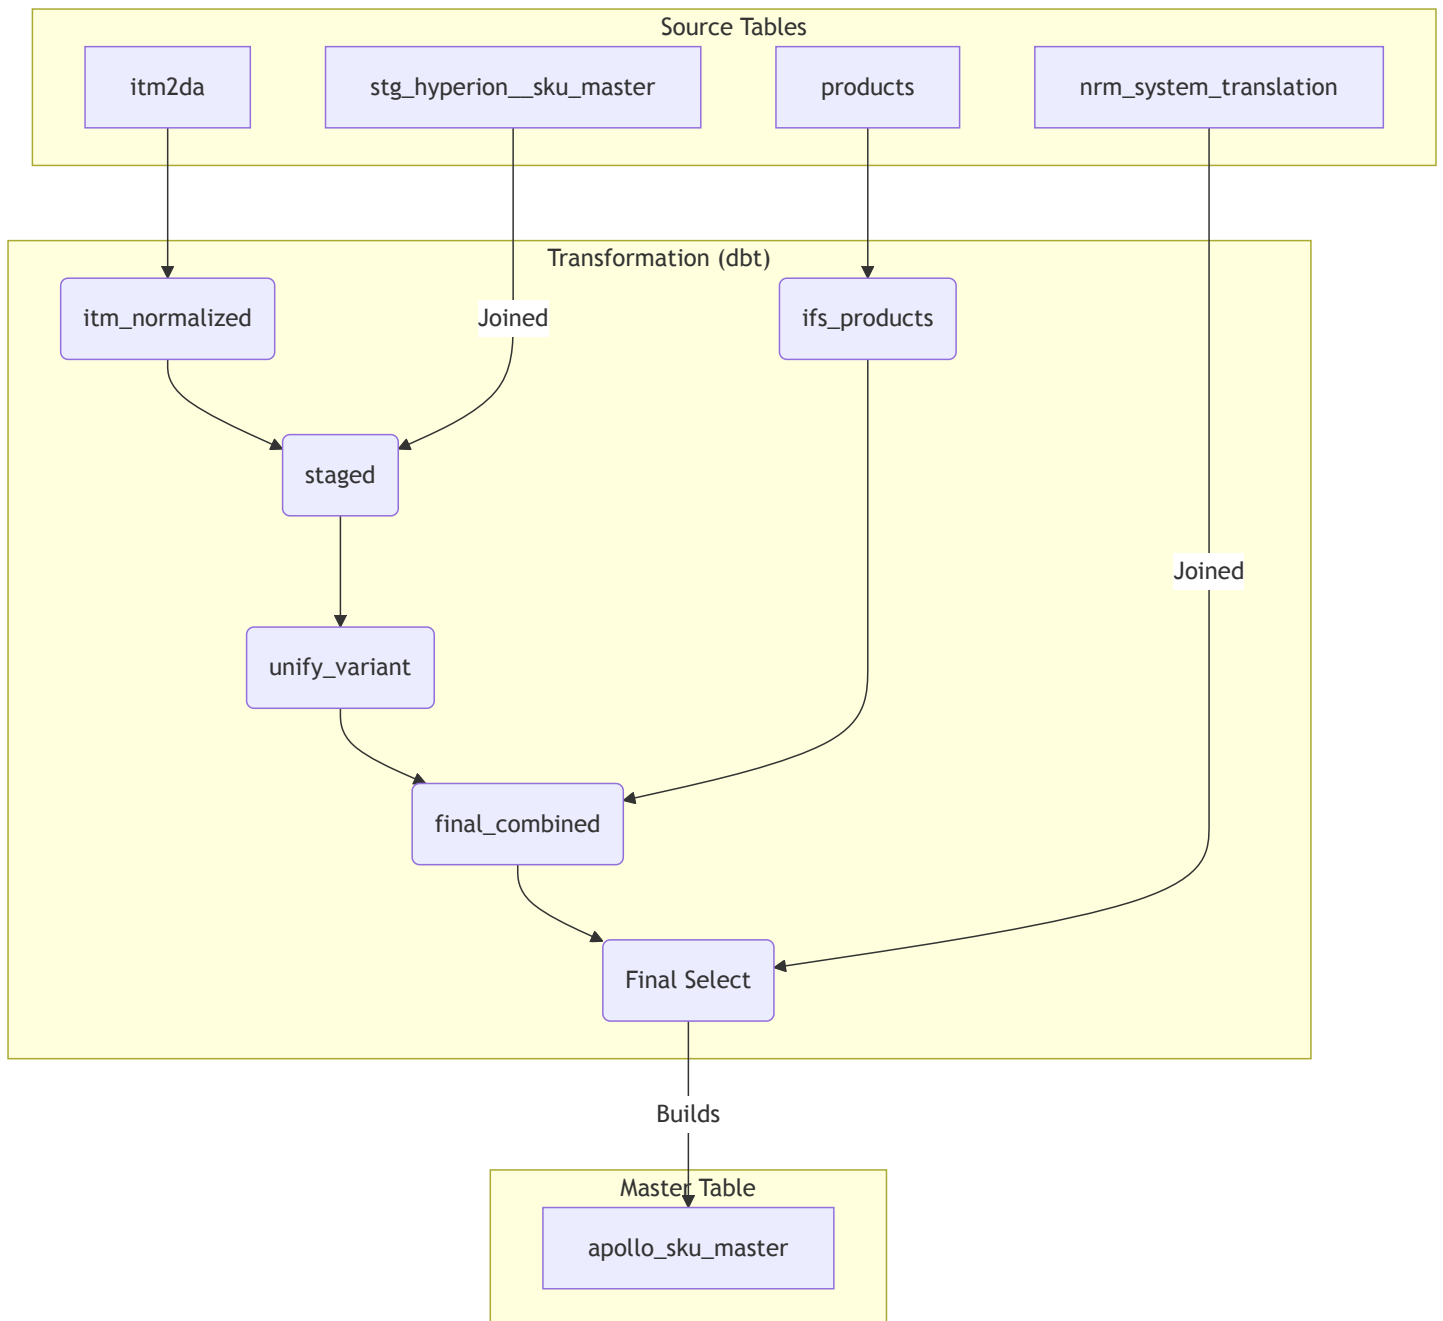 Source Tables
itm2da
stg_hyperion__sku_master
products
nrm_system_translation
Transformation (dbt)
itm_normalized
Joined
ifs_products
staged
Joined
unify_variant
final_combined
Final Select
Builds
Master Table
apollo_sku_master